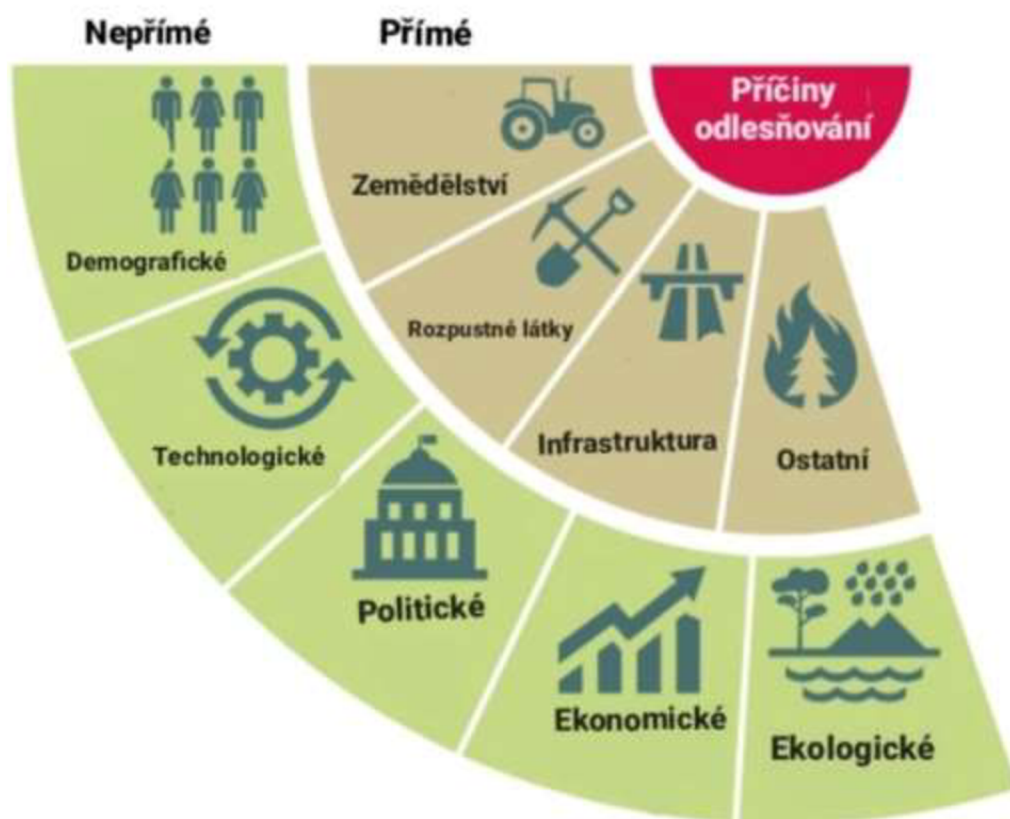 Nepřímé
Přímé
Příčiny
odlesňování
Zemědělství
Rozpustné látky
Infrastruktura
Ostatní
Demografické
Technologické
Politické
Ekonomické
Ekologické